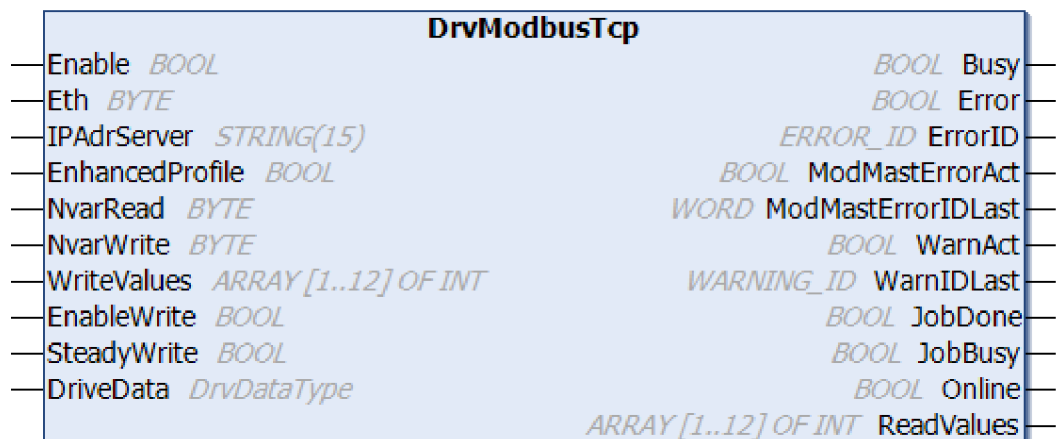 DrvModbusTcp
Enable BOOL BOOL Busy
Eth BYTE BOOL Error
IPAdrServer STRING(15) ERROR_ID ErrorID
EnhancedProfile BOOL BOOL ModMastErrorAct
NvarRead BYTE WORD ModMastErrorIDLast
NvarWrite BYTE BOOL WarnAct
WriteValues ARRAY [1..12] OF INT WARNING_ID WarnIDLast
EnableWrite BOOL BOOL JobDone
SteadyWrite BOOL BOOL JobBusy
DriveData DrvDataType BOOL Online
ARRAY [1..12] OF INT ReadValues